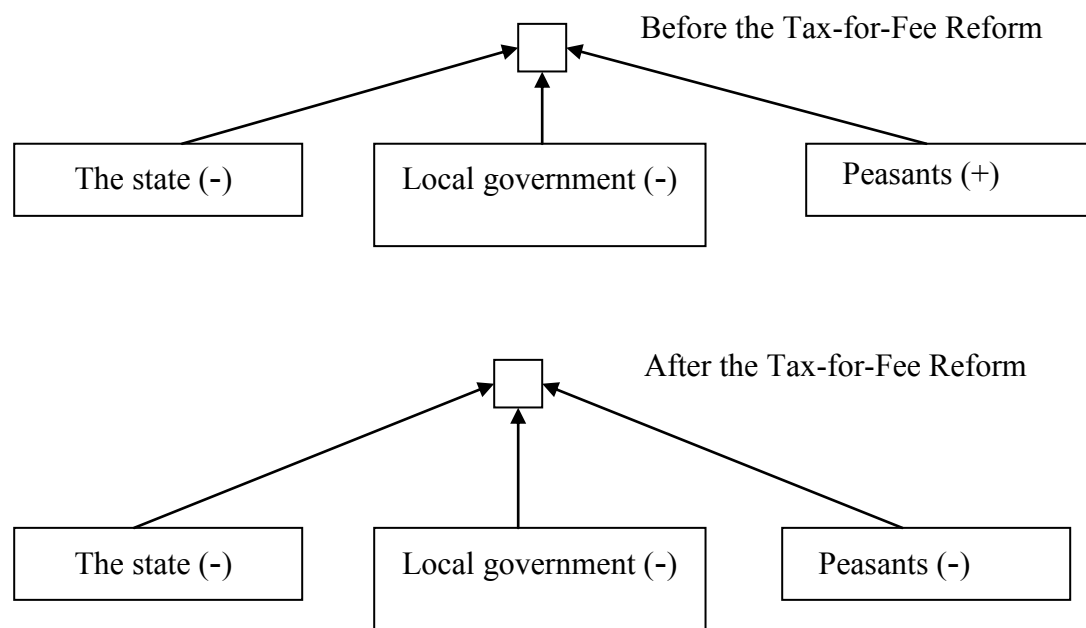 Before the Tax-for-Fee Reform
The state (-)
Local government (-)
Peasants (+)
After the Tax-for-Fee Reform
The state (-)
Local government (-)
Peasants (-)